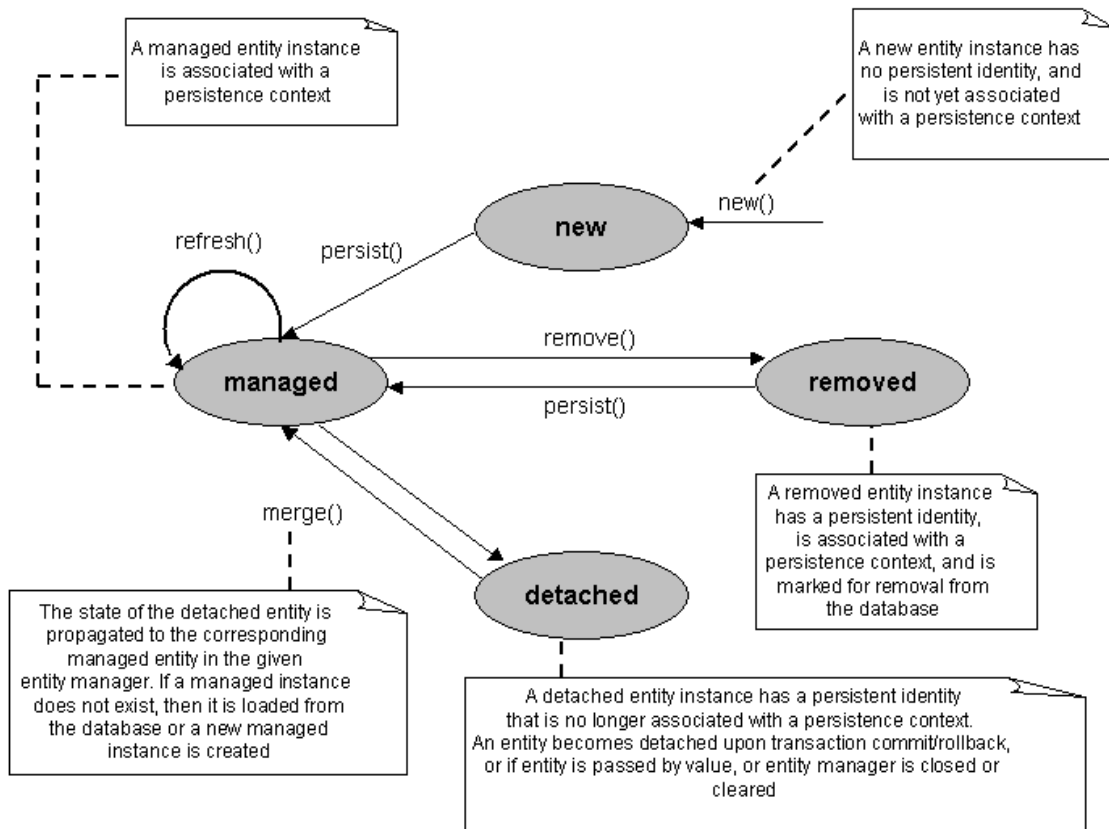 A managed entity instance
is associated with a
persistence context
A new entity instance has
no persistent identity, and
is not yet associated
with a persistence context
new()
new
refresh()
persist()
remove()
managed
removed
persist()
merge()
A removed entity instance
has a persistent identity,
is associated with a
persistence context, and is
marked for removal from
the database
detached
The state of the detached entity is
propagated to the corresponding
managed entity in the given
entity manager. If a managed instance
does not exist, then it is loaded from
the database or a new managed
instance is created
A detached entity instance has a persistent identity
that is no longer associated with a persistence context.
An entity becomes detached upon transaction commit/rollback,
or if entity is passed by value, or entity manager is closed or
cleared